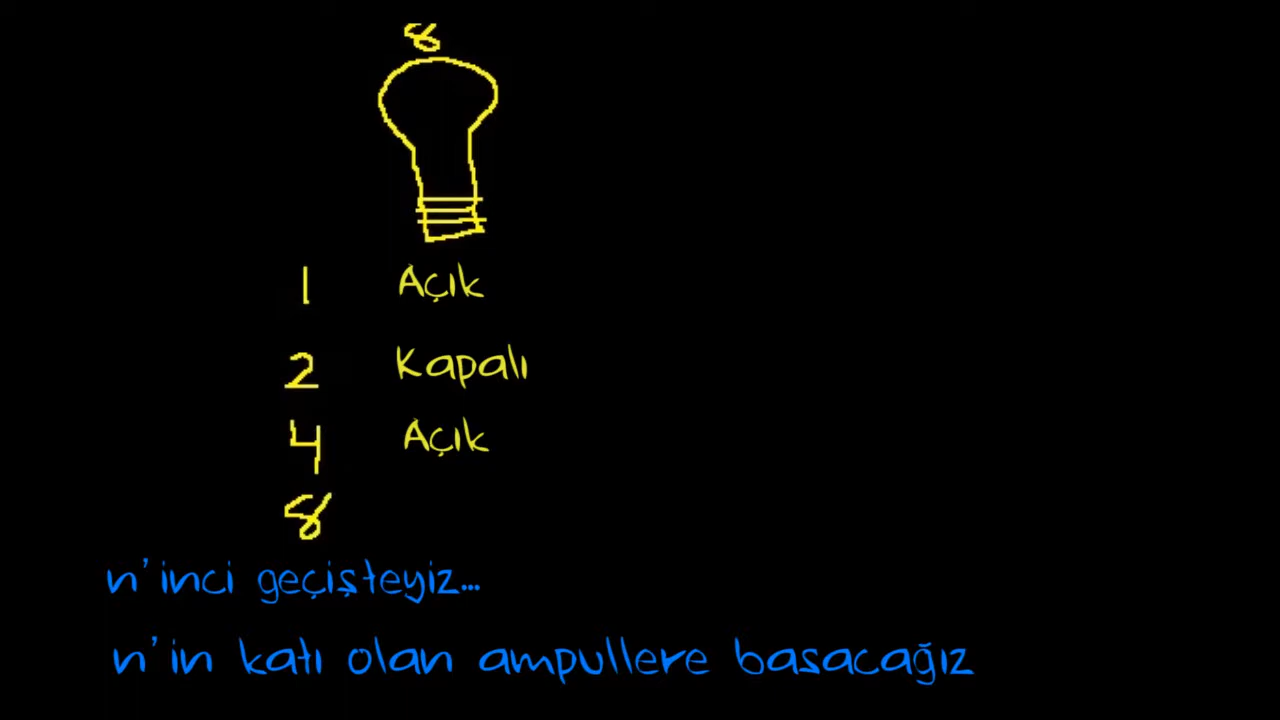 8
1 Açık
2 Kapalı
4 Açık
8
n'inci geçişteyiz...
n'in katı olan ampullere basacağız